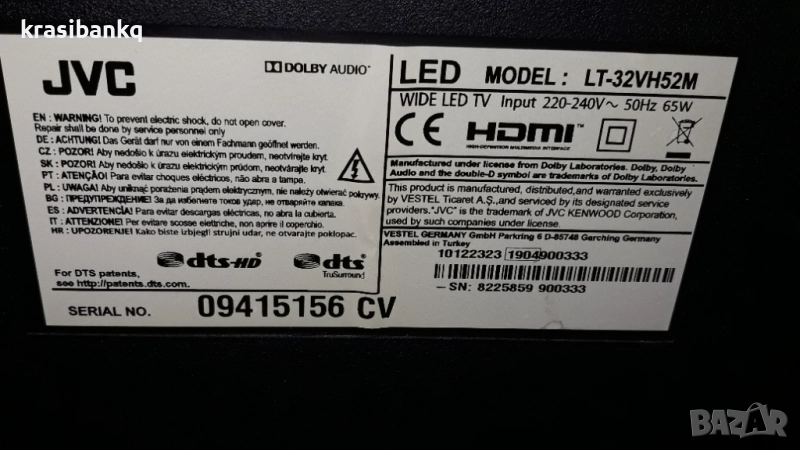 krasibankq
JVC
DOLBY AUDIO™
EN : WARNING! To prevent electric shock, do not open cover.
Repair shall be done by service personnel only
DE : ACHTUNG! Das Gerät darf nur von einem Fachmann geöffnet werden.
CZ : POZOR! Aby nedošlo k úrazu elektrickým proudem, neotvírejte kryt.
SK : POZOR! Aby nedošlo k úrazu elektrickým prúdom, neotvárajte kryt.
PT : ATENÇÃO! Para evitar choques eléctricos, não abra a tampa.
PL : UWAGA! Aby uniknąć porażenia prądem elektrycznym, nie należy otwierać pokrywy.
BG : ПРЕДУПРЕЖДЕНИЕ! За да избегнете токов удар, не отваряйте капака.
ES : ADVERTENCIA! Para evitar descargas eléctricas, no abra la cubierta.
IT : ATTENZIONE! Per evitare scosse elettriche, non aprire il coperchio.
HR : UPOZORENJE! Kako biste izbjegli strujni udar, ne otvarajte poklopac.
For DTS patents,
see http://patents.dts.com.
dts-HD
dts
TruSurround
SERIAL NO. 09415156 CV
LED MODEL : LT-32VH52M
WIDE LED TV Input 220-240V~ 50Hz 65W
CE HDMI™
HIGH-DEFINITION MULTIMEDIA INTERFACE
Manufactured under license from Dolby Laboratories. Dolby, Dolby
Audio and the double-D symbol are trademarks of Dolby Laboratories.
This product is manufactured, distributed,and warranted exclusively
by VESTEL Ticaret A.Ş.,and serviced by its designated service
providers."JVC" is the trademark of JVC KENWOOD Corporation,
used by such companies under license.
VESTEL GERMANY GmbH Parkring 6 D-85748 Garching Germany
Assembled in Turkey
10122323 1904900333
SN: 8225859 900333
BAZAR